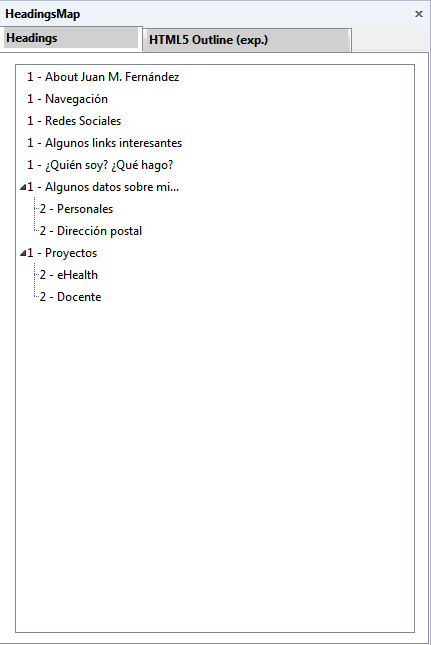 HeadingsMap
Headings
HTML5 Outline (exp.)
1 - About Juan M. Fernández
1 - Navegación
1 - Redes Sociales
1 - Algunos links interesantes
1 - ¿Quién soy? ¿Qué hago?
1 - Algunos datos sobre mi...
2 - Personales
2 - Dirección postal
1 - Proyectos
2 - eHealth
2 - Docente